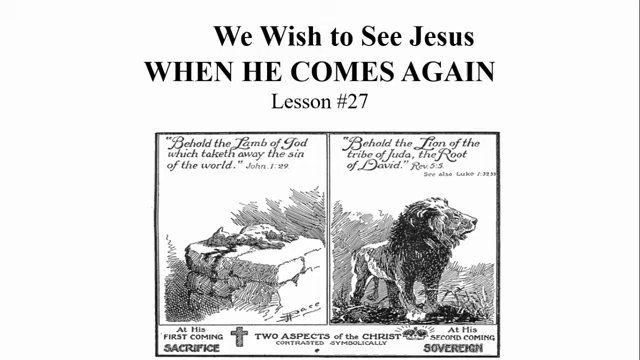 We Wish to See Jesus
WHEN HE COMES AGAIN
Lesson #27
"Behold the Lamb of God
which taketh away the sin
of the world." John. 1:29.
"Behold the Lion of the
tribe of Juda, the Root
of David." Rev. 5:5.
See also Luke 1:32,33
Pace
At His
FIRST COMING
SACRIFICE
TWO ASPECTS of the CHRIST
CONTRASTED SYMBOLICALLY
At His
SECOND COMING
SOVEREIGN